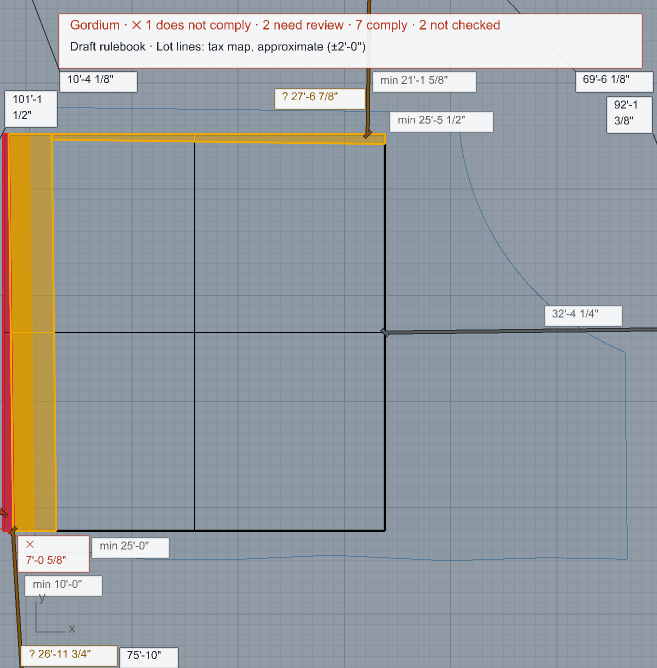 Gordium · × 1 does not comply · 2 need review · 7 comply · 2 not checked
Draft rulebook · Lot lines: tax map, approximate (±2'-0")
10'-4 1/8"
min 21'-1 5/8"
69'-6 1/8"
101'-1
1/2"
? 27'-6 7/8"
92'-1
3/8"
min 25'-5 1/2"
32'-4 1/4"
×
7'-0 5/8"
min 25'-0"
min 10'-0"
y
x
? 26'-11 3/4"
75'-10"